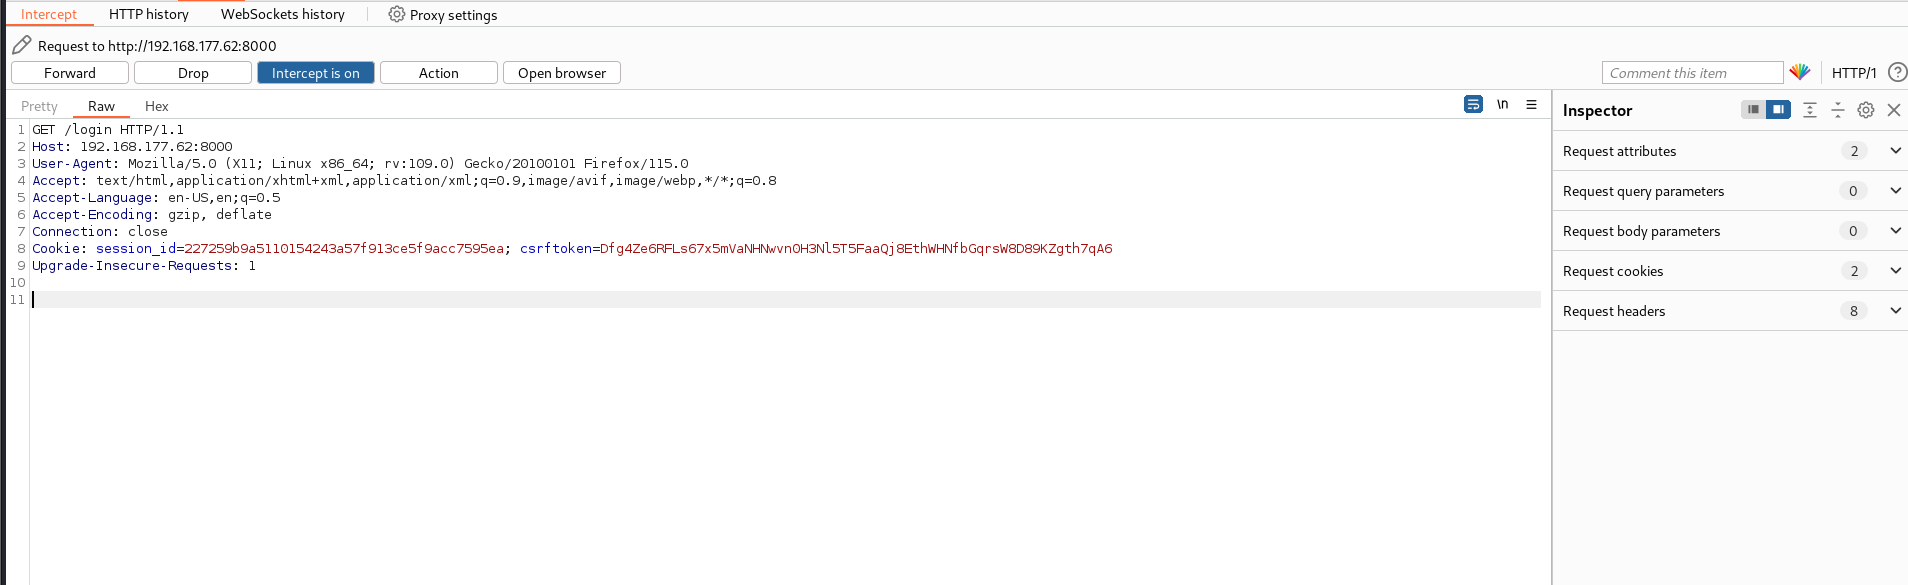 Intercept HTTP history WebSockets history Proxy settings
Request to http://192.168.177.62:8000
Forward Drop Intercept is on Action Open browser Comment this item HTTP/1 ?
Pretty Raw Hex \n
Inspector
1 GET /login HTTP/1.1
2 Host: 192.168.177.62:8000
3 User-Agent: Mozilla/5.0 (X11; Linux x86_64; rv:109.0) Gecko/20100101 Firefox/115.0
4 Accept: text/html,application/xhtml+xml,application/xml;q=0.9,image/avif,image/webp,*/*;q=0.8
5 Accept-Language: en-US,en;q=0.5
6 Accept-Encoding: gzip, deflate
7 Connection: close
8 Cookie: session_id=227259b9a5110154243a57f913ce5f9acc7595ea; csrftoken=Dfg4Ze6RFLs67x5mVaNHNwvn0H3Nl5T5FaaQj8EthWHNfbGqrsW8D89KZgth7qA6
9 Upgrade-Insecure-Requests: 1
10
11
Request attributes 2
Request query parameters 0
Request body parameters 0
Request cookies 2
Request headers 8